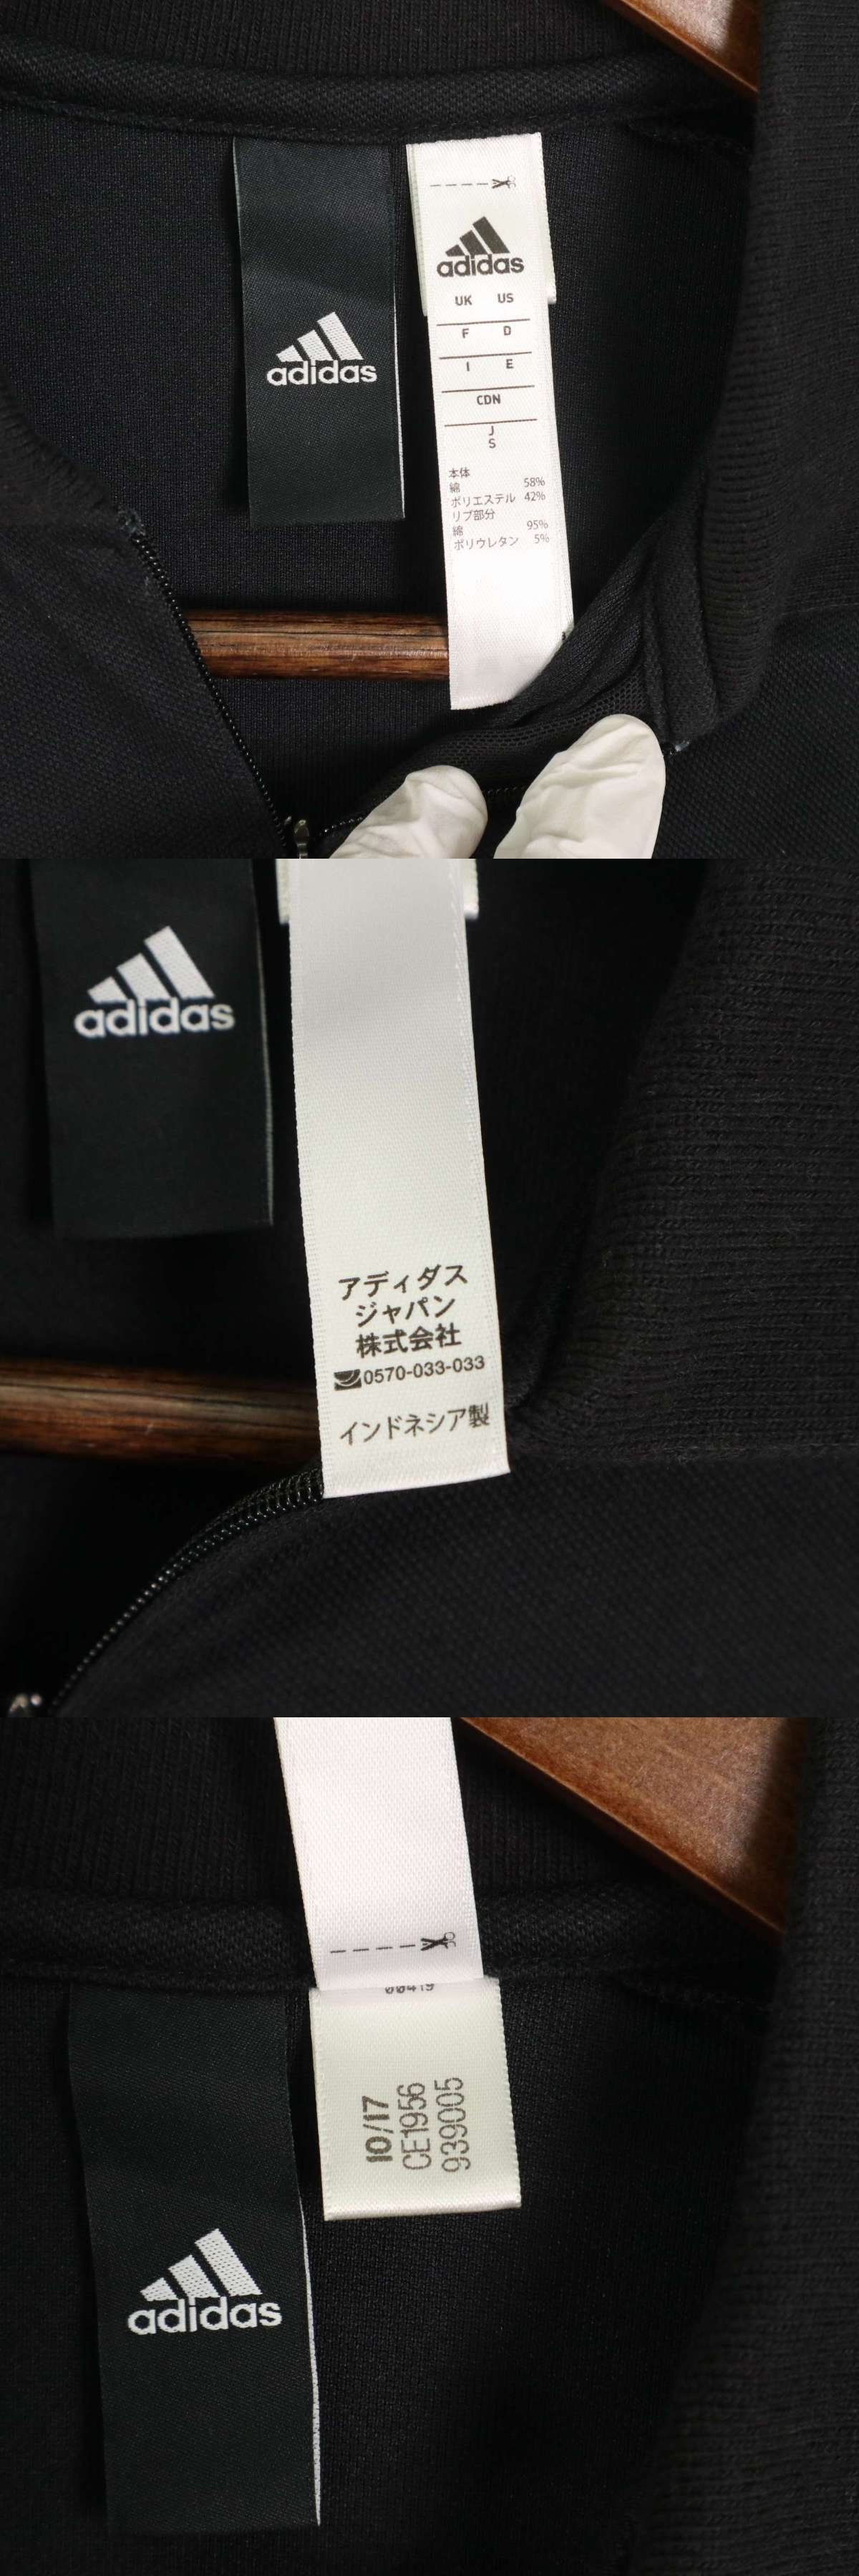 adidas
adidas
UK US
F D
I E
CDN
J
S
本体
綿 58%
ポリエステル 42%
リブ部分
綿 95%
ポリウレタン 5%
adidas
アディダス
ジャパン
株式会社
0570-033-033
インドネシア製
00419
10/17
CE1956
939005
adidas